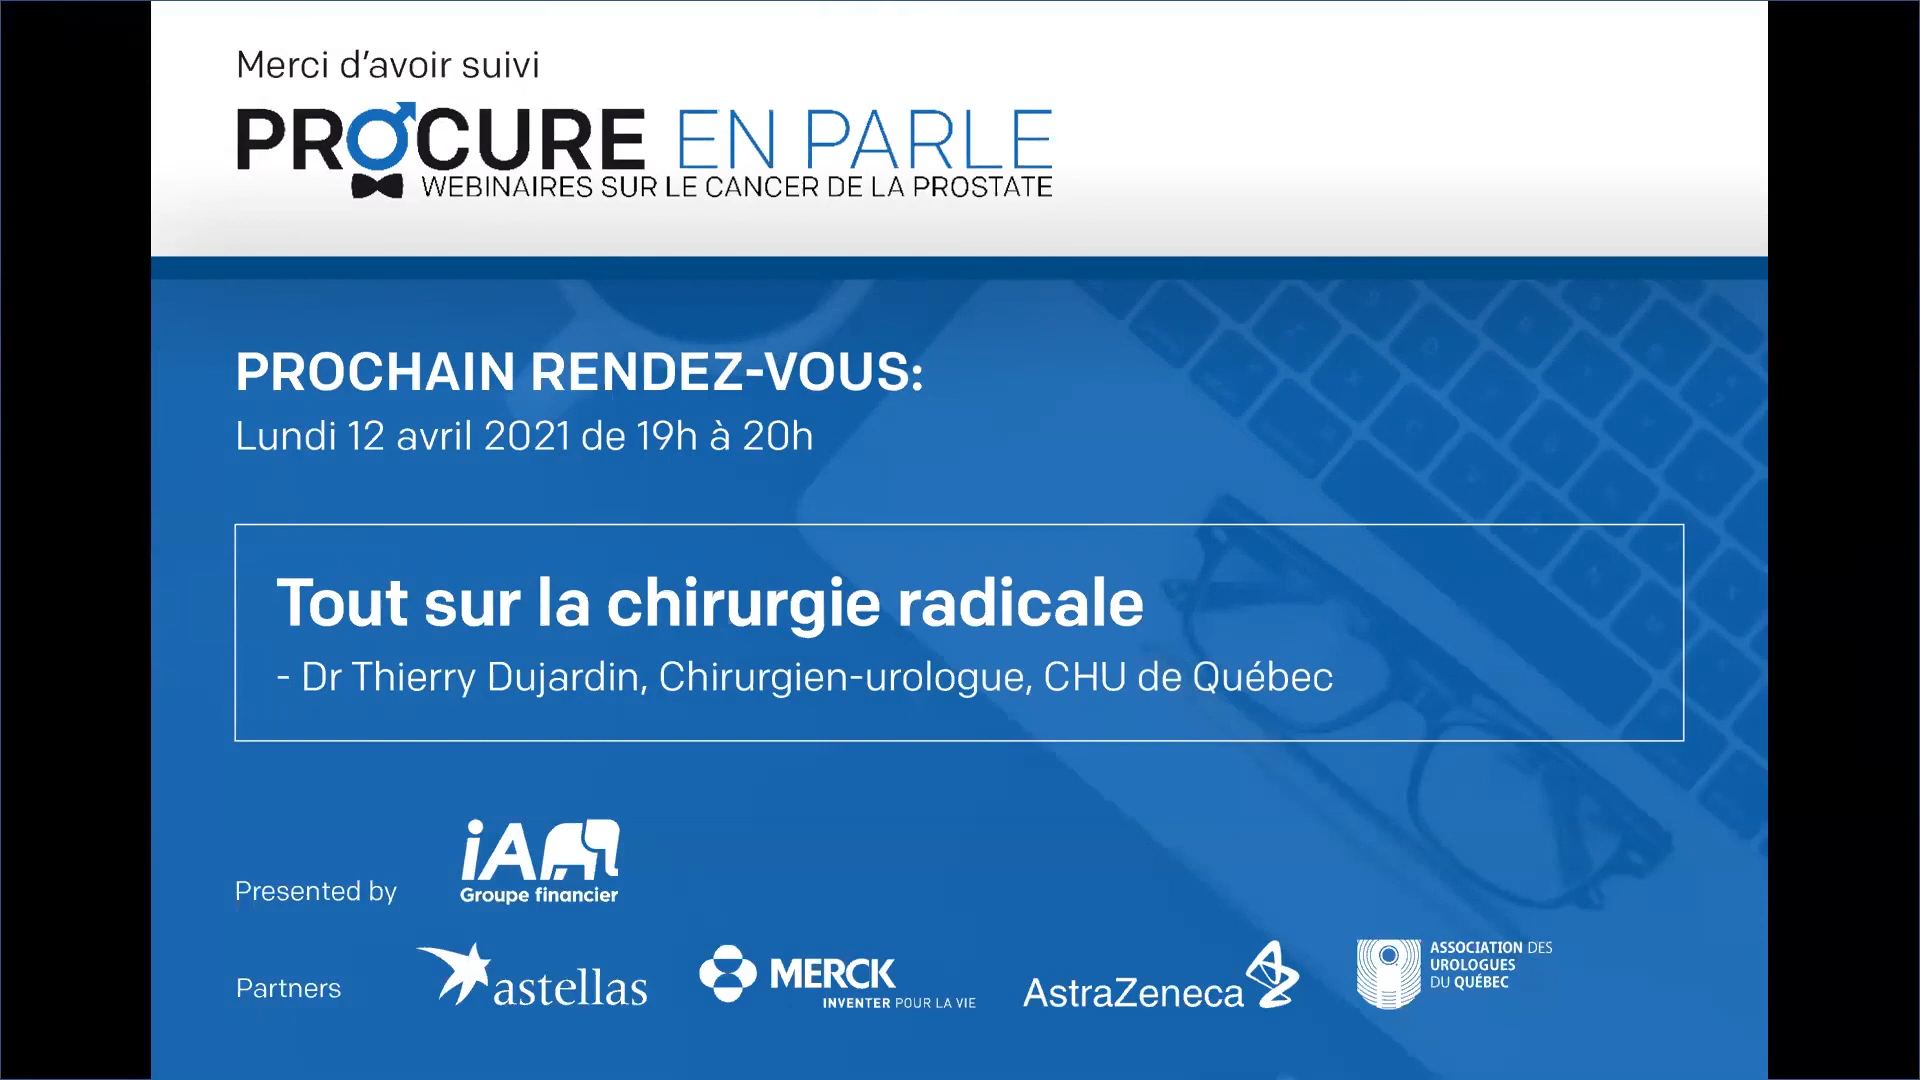 Merci d'avoir suivi
PROCURE EN PARLE
WEBINAIRES SUR LE CANCER DE LA PROSTATE
PROCHAIN RENDEZ-VOUS:
Lundi 12 avril 2021 de 19h à 20h
Tout sur la chirurgie radicale
- Dr Thierry Dujardin, Chirurgien-urologue, CHU de Québec
Presented by
iA
Groupe financier
Partners
astellas
MERCK
INVENTER POUR LA VIE
AstraZeneca
ASSOCIATION DES
UROLOGUES
DU QUÉBEC